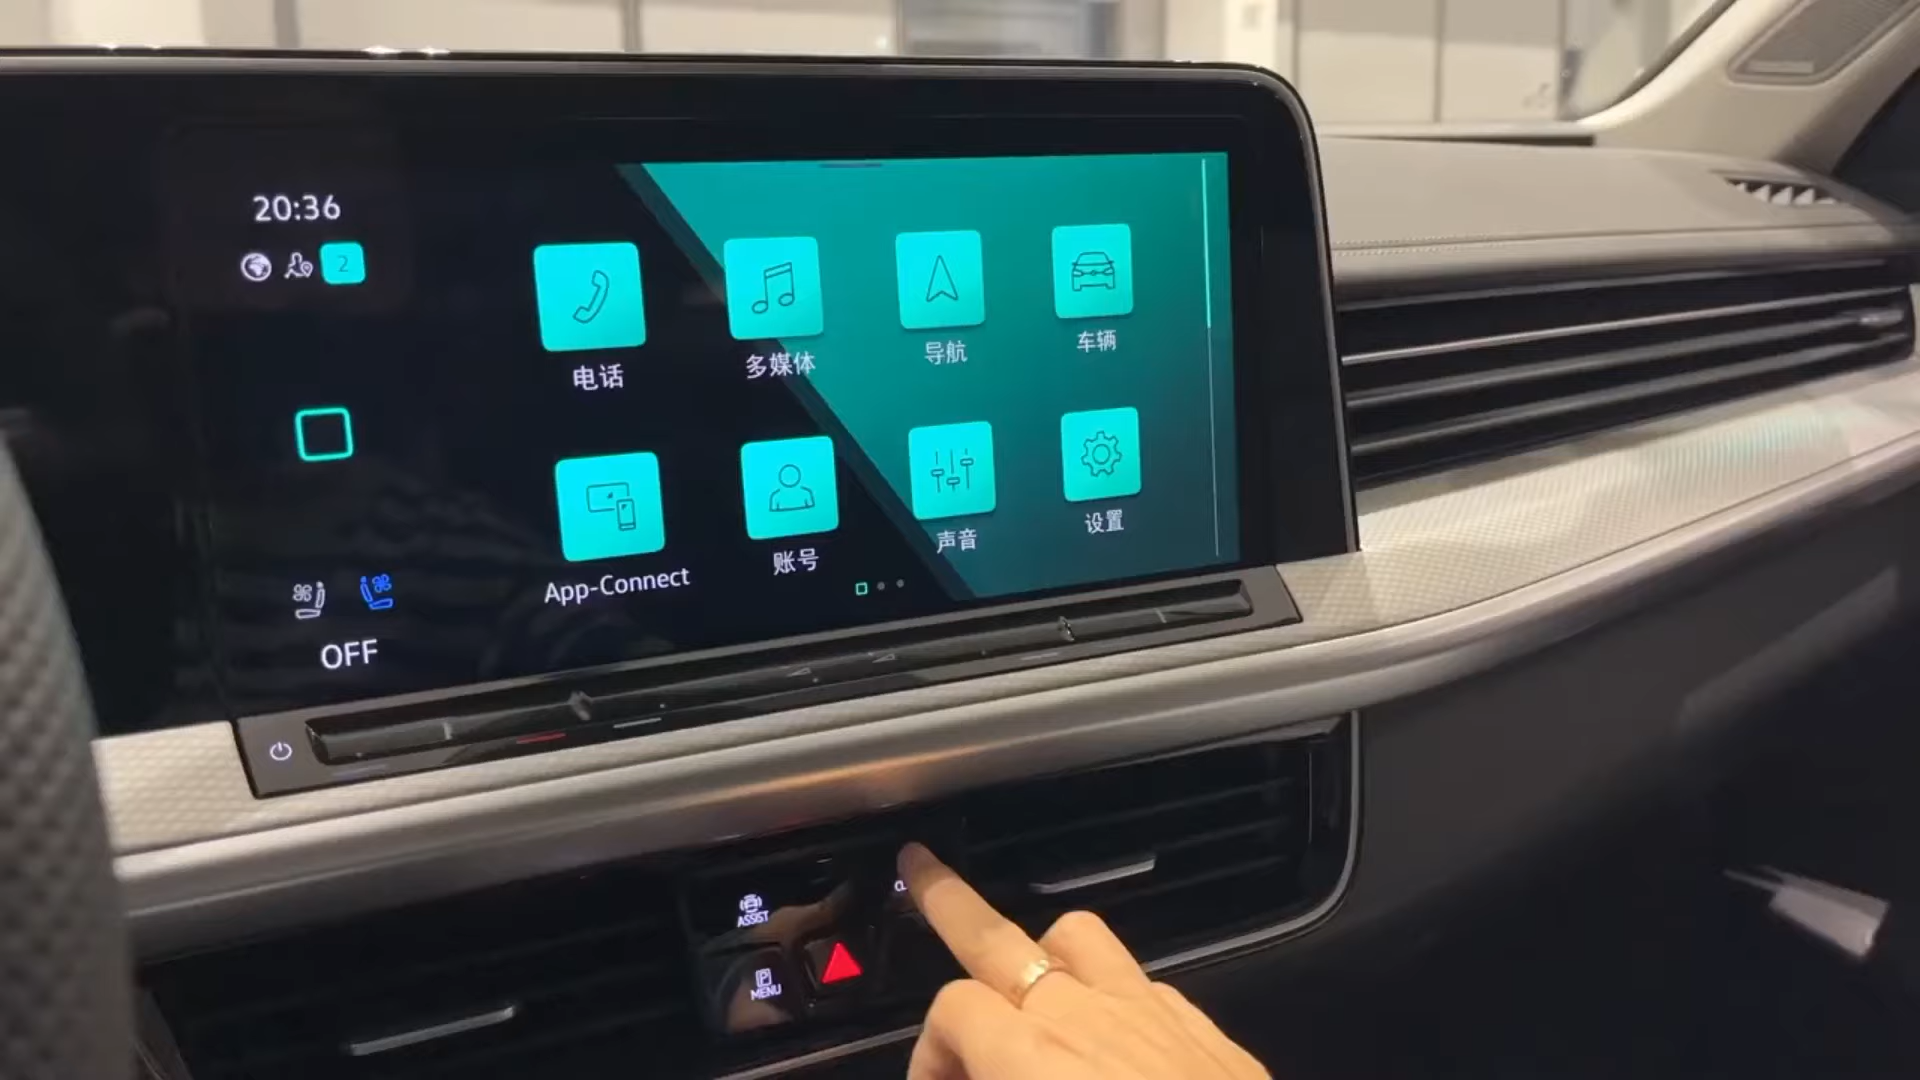 20:36
2
电话
多媒体
导航
车辆
App-Connect
账号
声音
设置
OFF
ASSIST
MENU